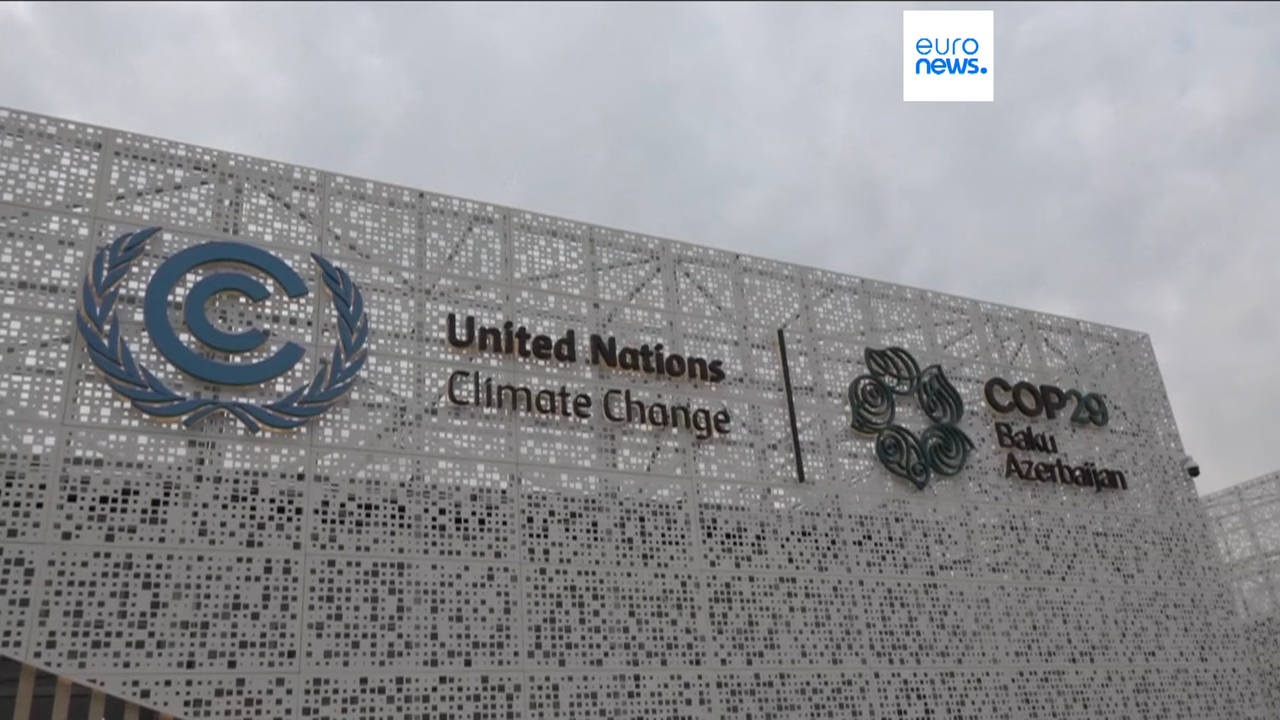 euro
news.
United Nations
Climate Change
COP29
Baku
Azerbaijan